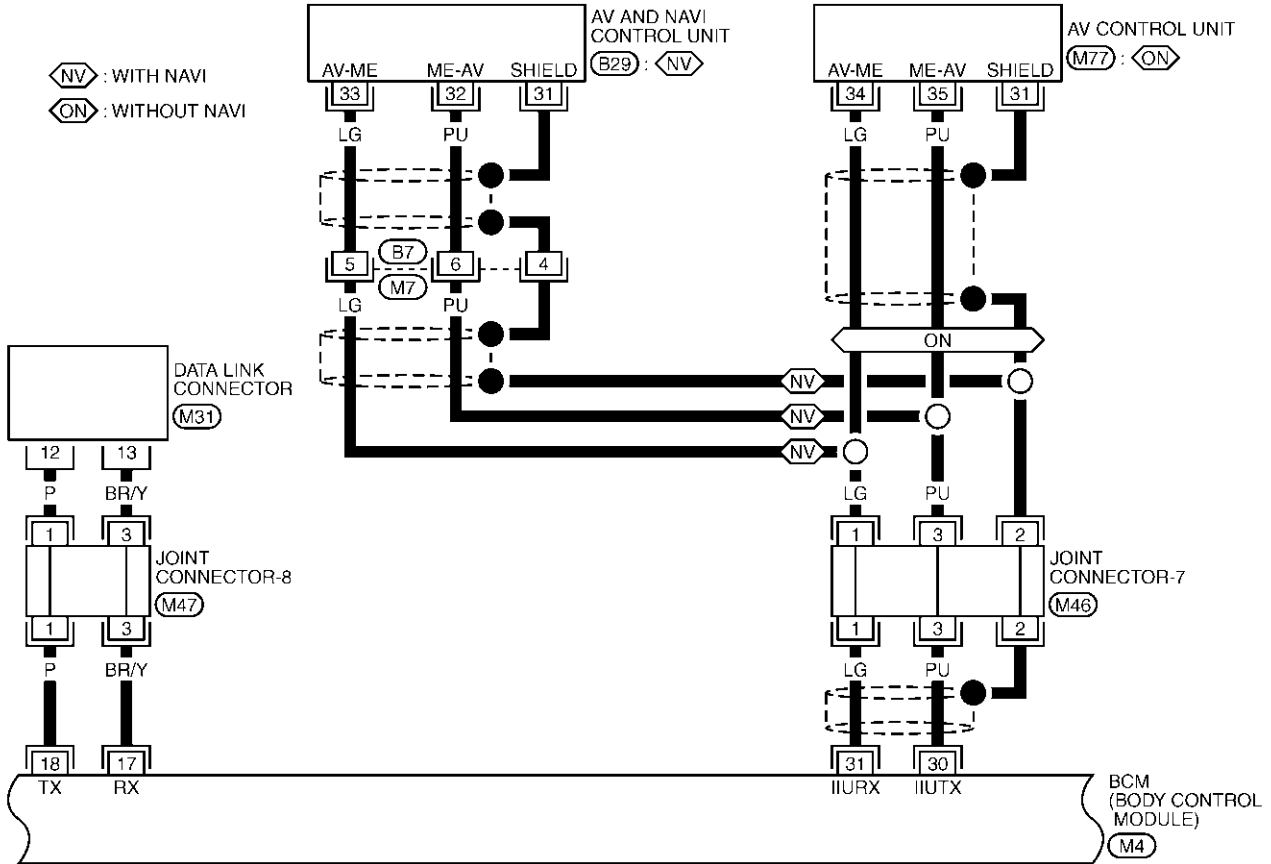 AV AND NAVI
CONTROL UNIT
B29 : NV
AV CONTROL UNIT
M77 : ON
NV : WITH NAVI
ON : WITHOUT NAVI
AV-ME ME-AV SHIELD
AV-ME ME-AV SHIELD
33 32 31
34 35 31
LG PU
LG PU
B7
5 6 4
M7
LG PU
ON
DATA LINK
CONNECTOR
M31
NV
NV
NV
12 13
P BR/Y
LG PU
1 3
1 3 2
JOINT
CONNECTOR-8
M47
JOINT
CONNECTOR-7
M46
1 3
1 3 2
P BR/Y
LG PU
18 17
31 30
TX RX
IIURX IIUTX
BCM
(BODY CONTROL
MODULE)
M4